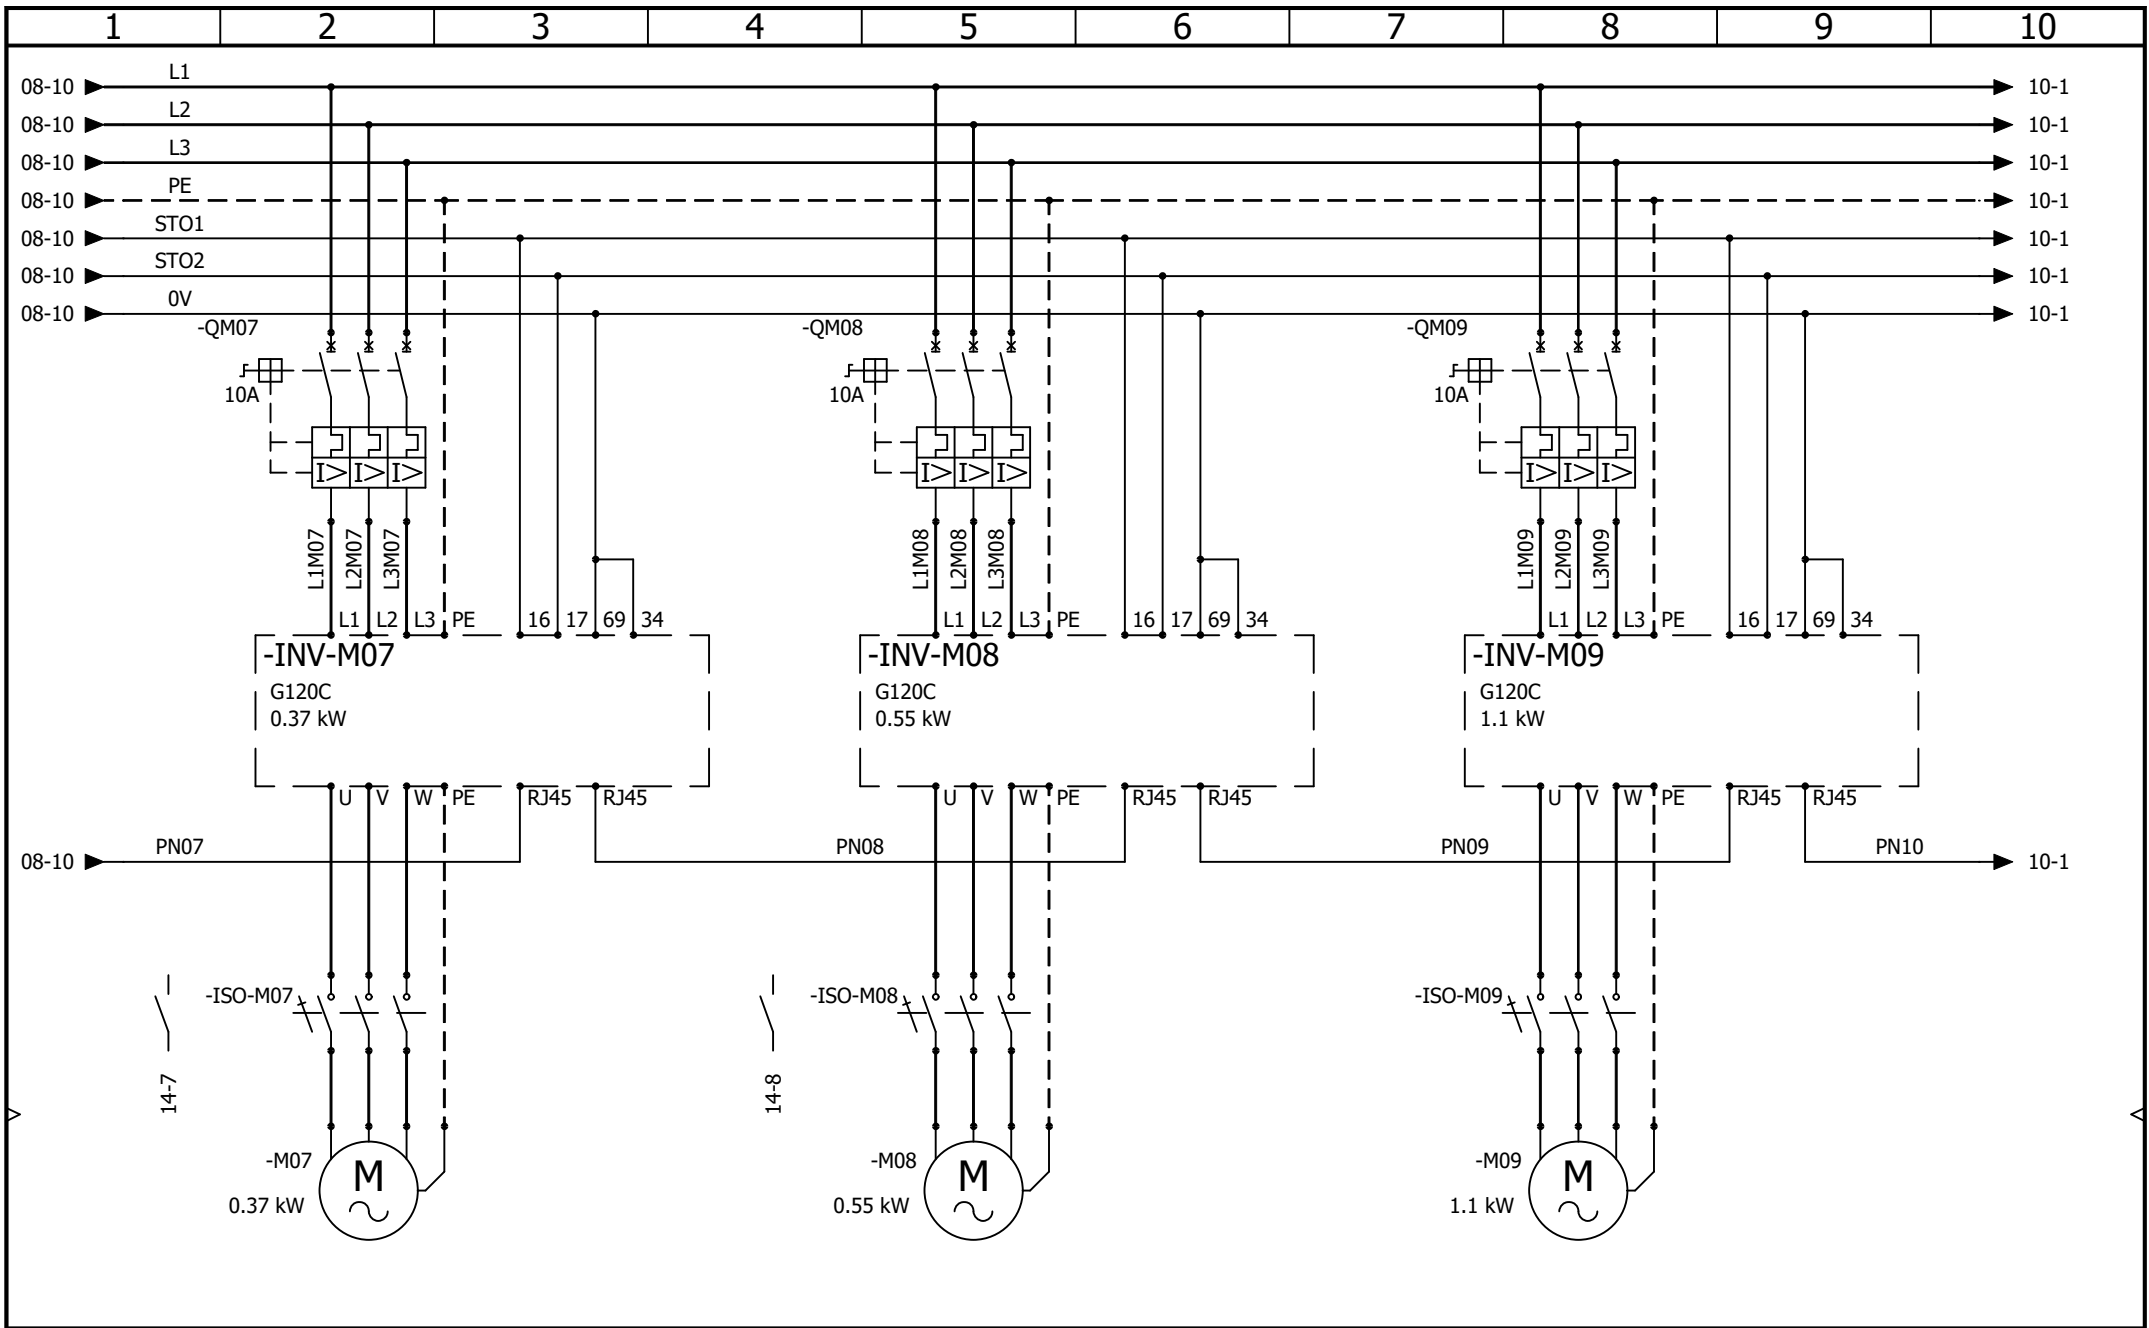 1 2 3 4 5 6 7 8 9 10
L1
08-10 10-1
L2
08-10 10-1
L3
08-10 10-1
PE
08-10 10-1
STO1
08-10 10-1
STO2
08-10 10-1
0V
08-10 10-1
-QM07 -QM08 -QM09
10A 10A 10A
I> I> I> I> I> I> I> I> I>
L1M07 L2M07 L3M07 L1M08 L2M08 L3M08 L1M09 L2M09 L3M09
L1 L2 L3 PE 16 17 69 34 L1 L2 L3 PE 16 17 69 34 L1 L2 L3 PE 16 17 69 34
-INV-M07 -INV-M08 -INV-M09
G120C G120C G120C
0.37 kW 0.55 kW 1.1 kW
U V W PE RJ45 RJ45 U V W PE RJ45 RJ45 U V W PE RJ45 RJ45
PN07 PN08 PN09 PN10
08-10 10-1
-ISO-M07 -ISO-M08 -ISO-M09
14-7 14-8
-M07 M -M08 M -M09 M
0.37 kW 0.55 kW 1.1 kW